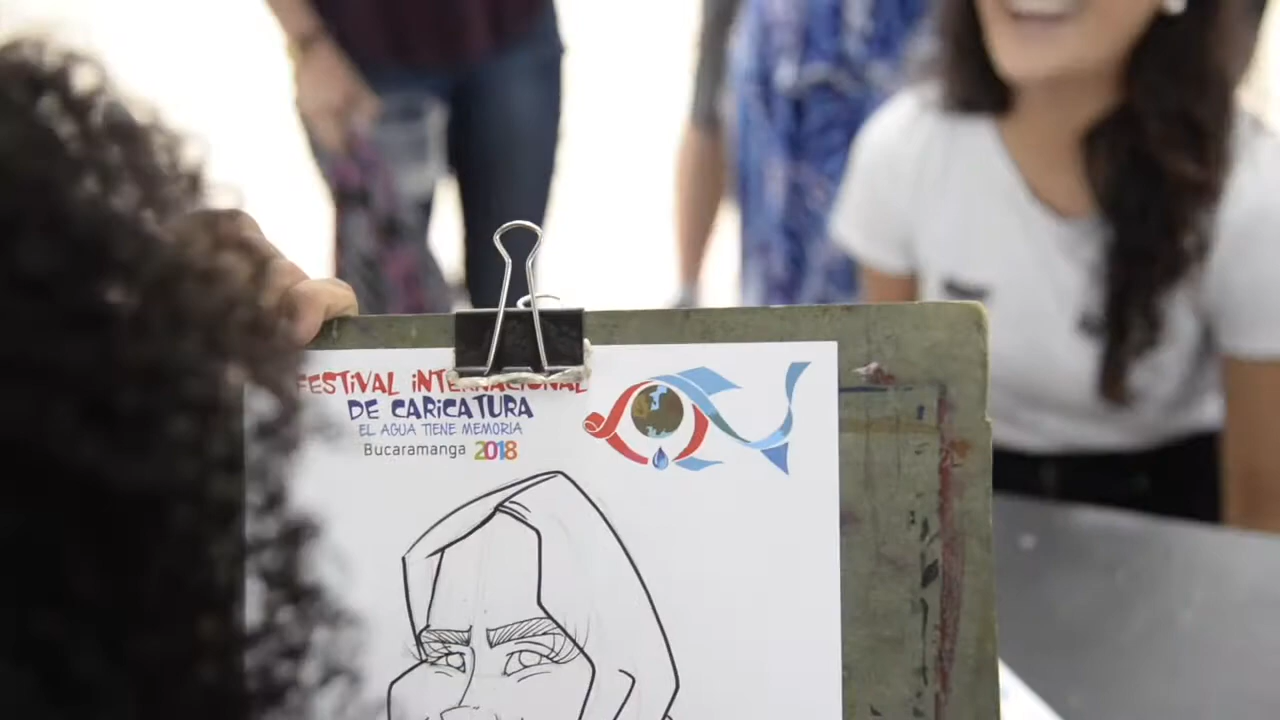 FESTIVAL INTERNACIONAL
DE CARICATURA
EL AGUA TIENE MEMORIA
Bucaramanga 2018